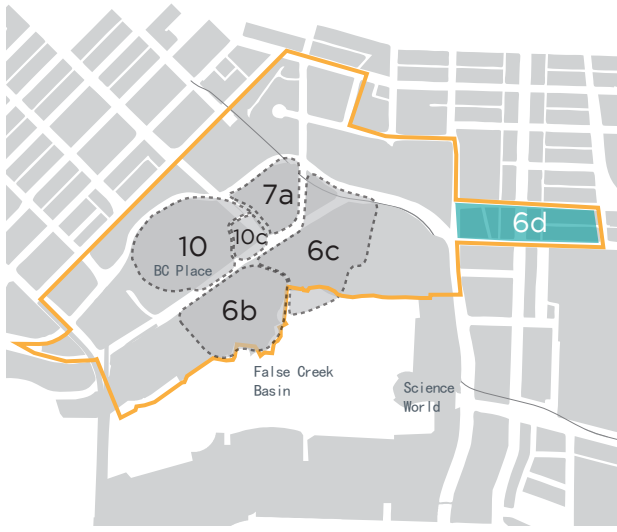 7a
6d
10
10c
6c
BC Place
6b
False Creek
Basin
Science
World